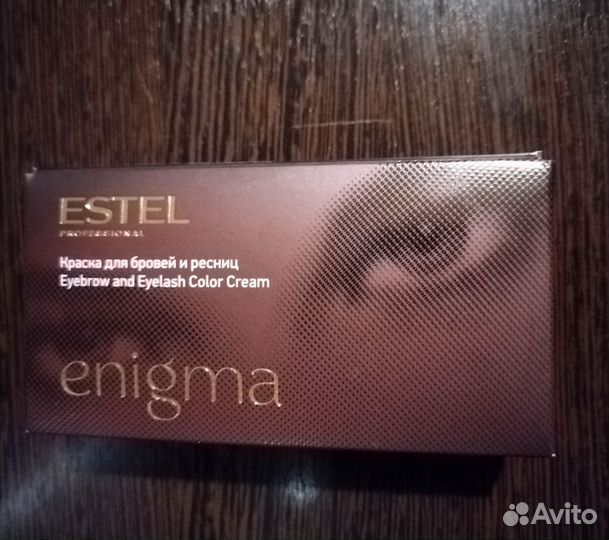 ESTEL
PROFESSIONAL
Краска для бровей и ресниц
Eyebrow and Eyelash Color Cream
enigma
Avito